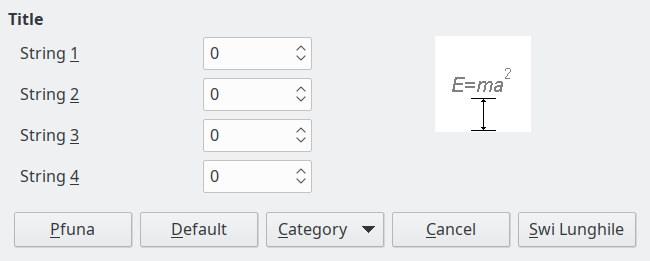 Title
String 1 0
String 2 0
String 3 0
String 4 0
E=ma²
Pfuna Default Category Cancel Swi Lunghile